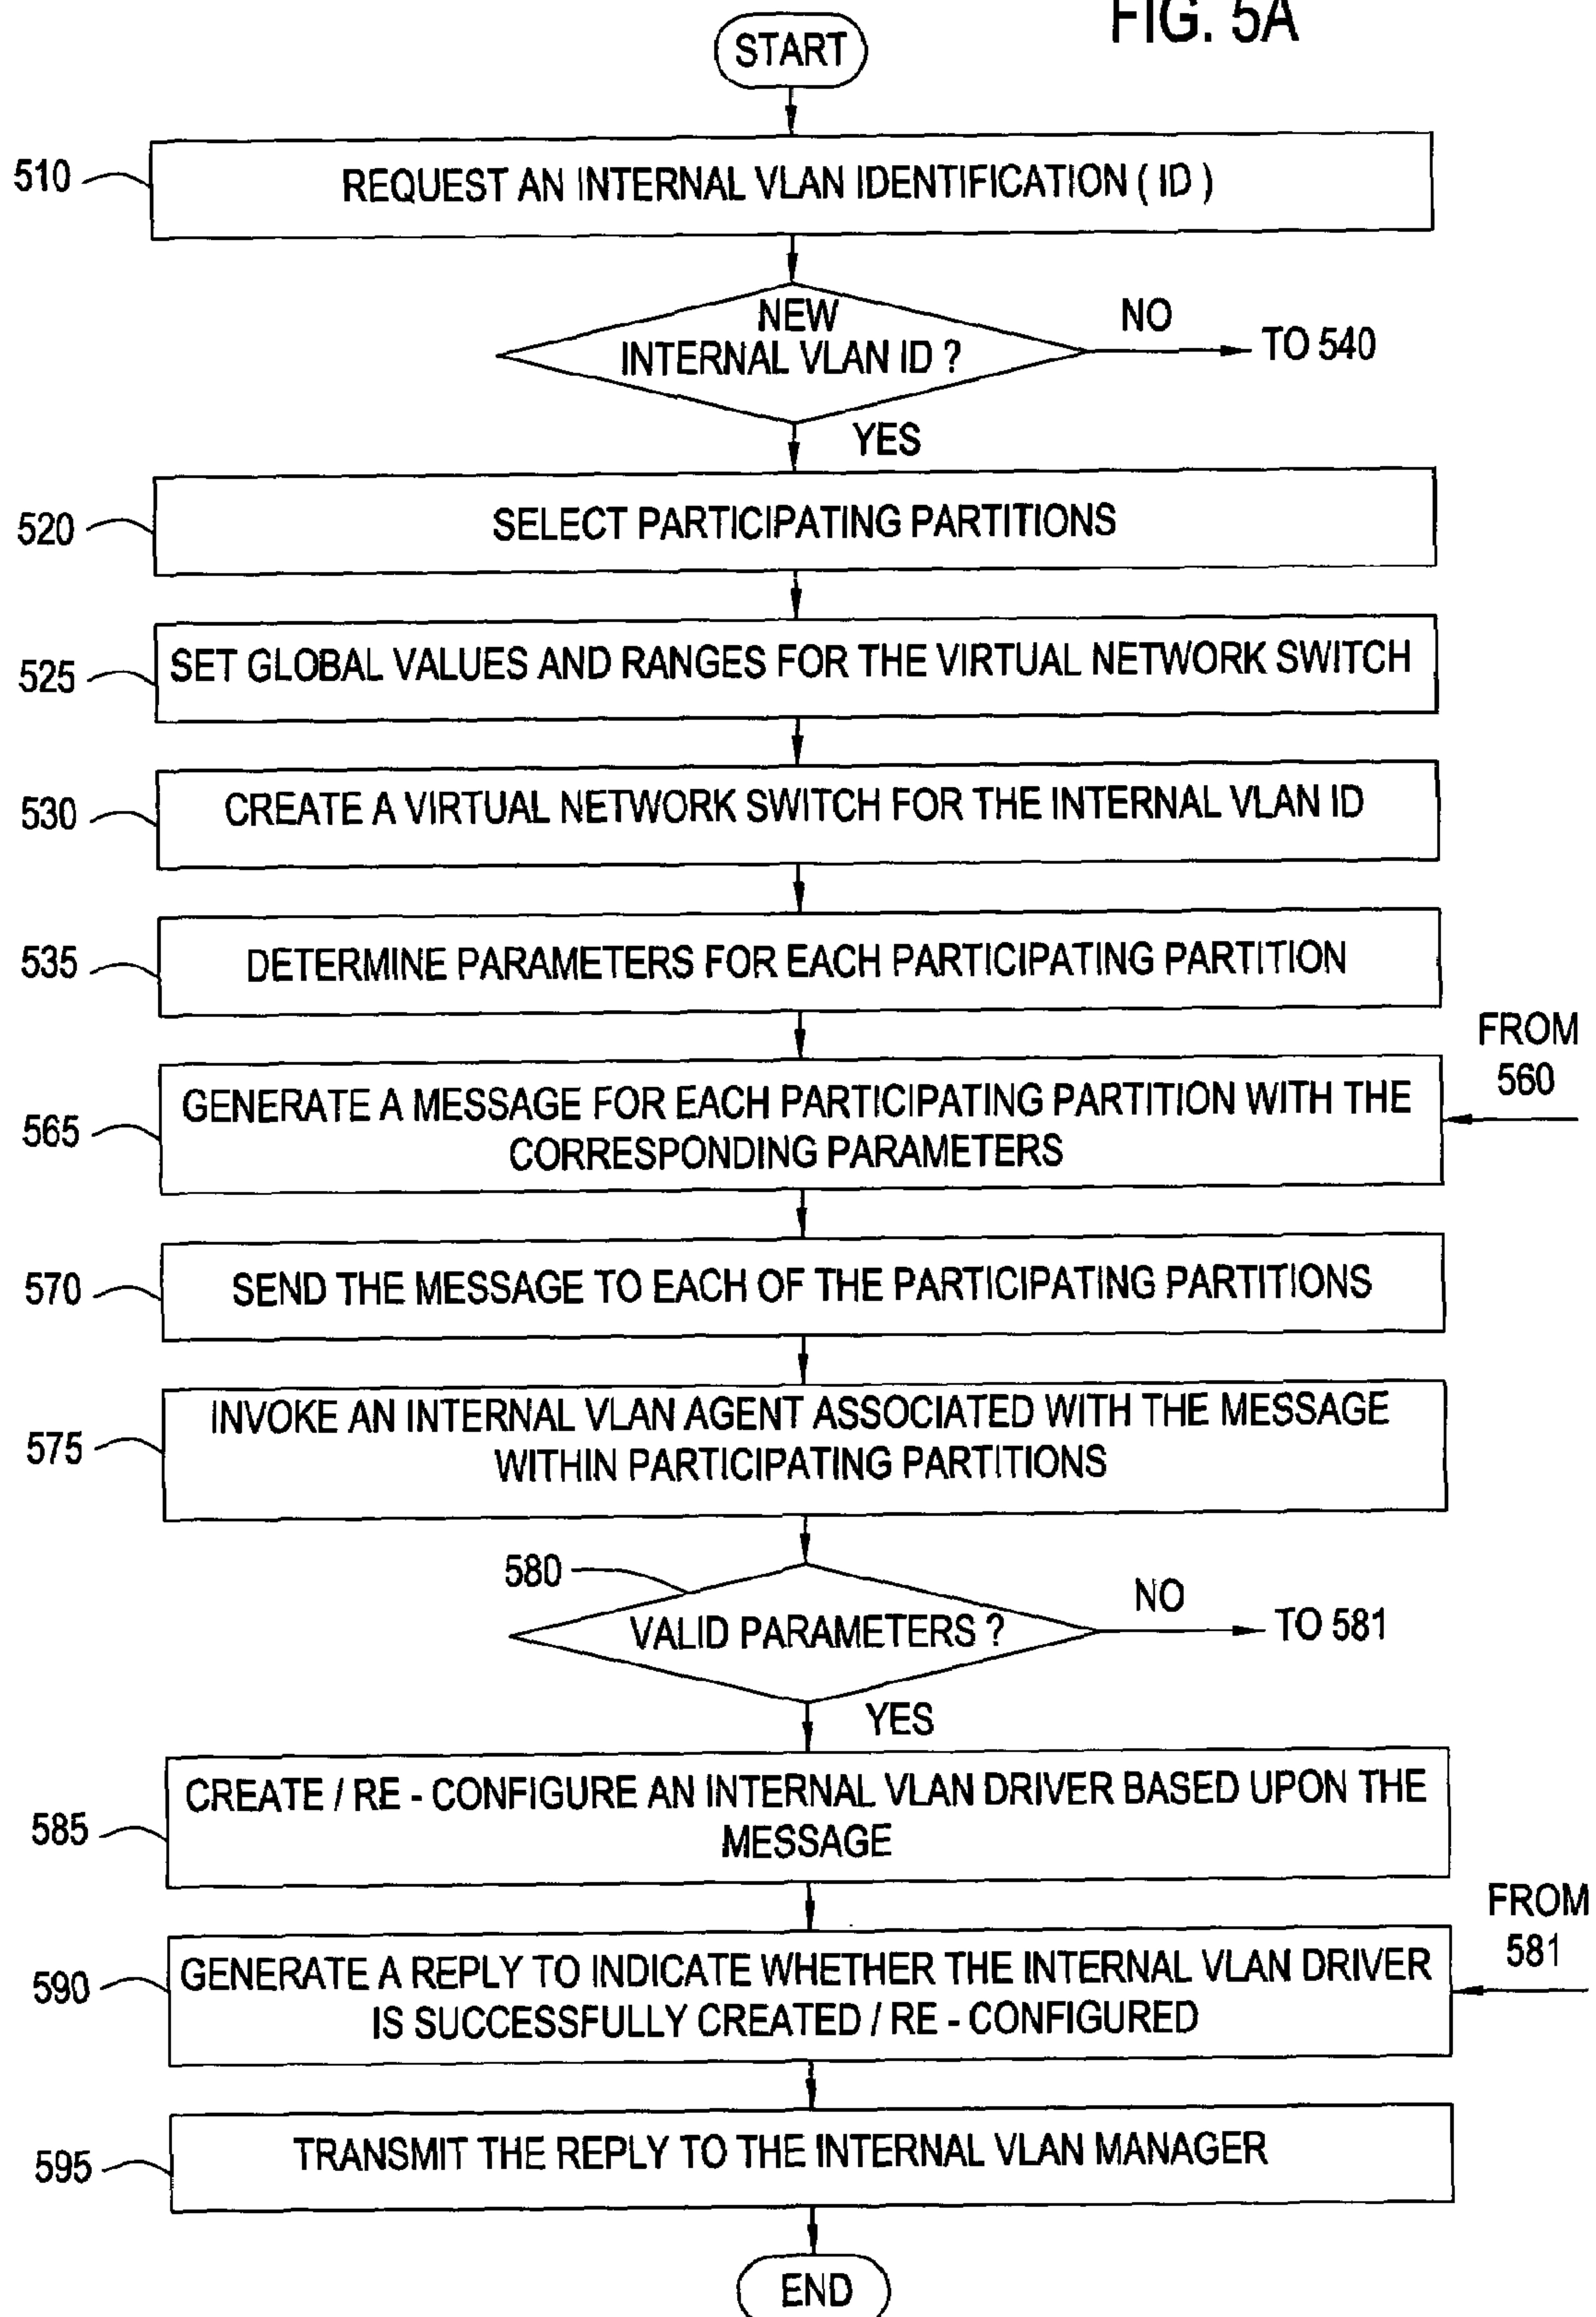 FIG. 5A
START
510
REQUEST AN INTERNAL VLAN IDENTIFICATION ( ID )
NEW
INTERNAL VLAN ID ?
NO
TO 540
YES
520
SELECT PARTICIPATING PARTITIONS
525
SET GLOBAL VALUES AND RANGES FOR THE VIRTUAL NETWORK SWITCH
530
CREATE A VIRTUAL NETWORK SWITCH FOR THE INTERNAL VLAN ID
535
DETERMINE PARAMETERS FOR EACH PARTICIPATING PARTITION
FROM
560
565
GENERATE A MESSAGE FOR EACH PARTICIPATING PARTITION WITH THE
CORRESPONDING PARAMETERS
570
SEND THE MESSAGE TO EACH OF THE PARTICIPATING PARTITIONS
575
INVOKE AN INTERNAL VLAN AGENT ASSOCIATED WITH THE MESSAGE
WITHIN PARTICIPATING PARTITIONS
580
VALID PARAMETERS ?
NO
TO 581
YES
585
CREATE / RE - CONFIGURE AN INTERNAL VLAN DRIVER BASED UPON THE
MESSAGE
FROM
581
590
GENERATE A REPLY TO INDICATE WHETHER THE INTERNAL VLAN DRIVER
IS SUCCESSFULLY CREATED / RE - CONFIGURED
595
TRANSMIT THE REPLY TO THE INTERNAL VLAN MANAGER
END